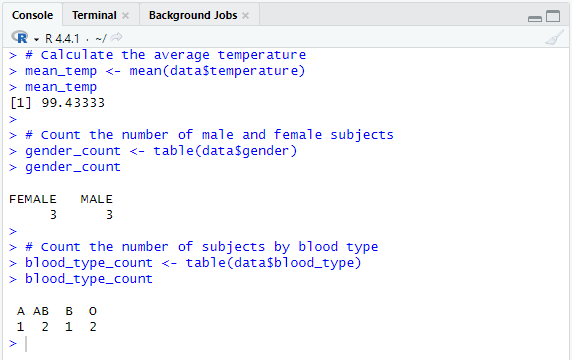 Console Terminal × Background Jobs ×
R R 4.4.1 · ~/
> # Calculate the average temperature
> mean_temp <- mean(data$temperature)
> mean_temp
[1] 99.43333
>
> # Count the number of male and female subjects
> gender_count <- table(data$gender)
> gender_count
FEMALE   MALE
     3      3
>
> # Count the number of subjects by blood type
> blood_type_count <- table(data$blood_type)
> blood_type_count
 A AB  B  O
 1  2  1  2
>